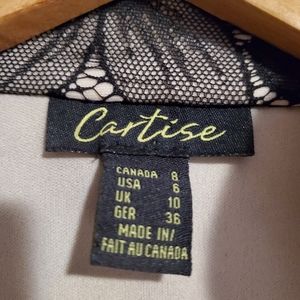 Cartise
CANADA 8
USA 6
UK 10
GER 36
MADE IN/
FAIT AU CANADA